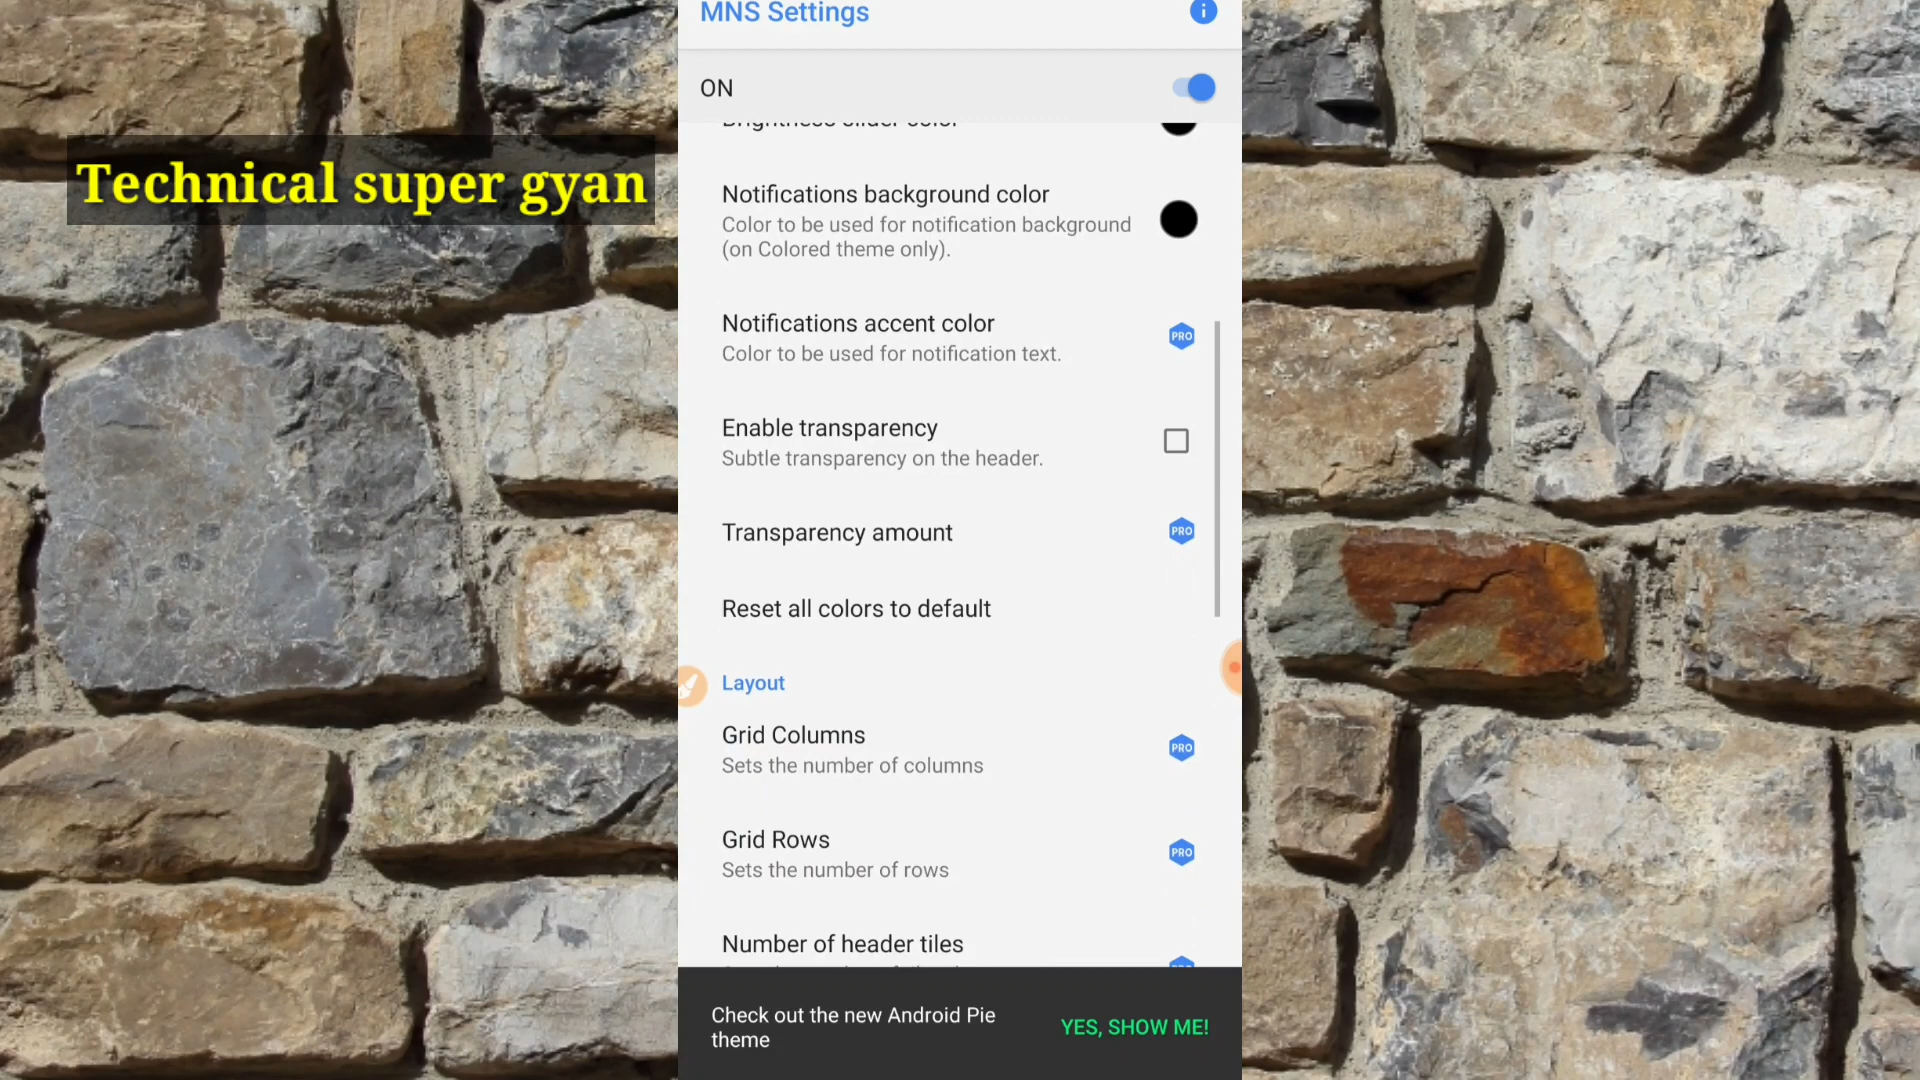 MNS Settings
ON
Brightness slider color
Technical super gyan
Notifications background color
Color to be used for notification background
(on Colored theme only).
Notifications accent color
PRO
Color to be used for notification text.
Enable transparency
Subtle transparency on the header.
Transparency amount
PRO
Reset all colors to default
Layout
Grid Columns
PRO
Sets the number of columns
Grid Rows
PRO
Sets the number of rows
Number of header tiles
Check out the new Android Pie
theme
YES, SHOW ME!